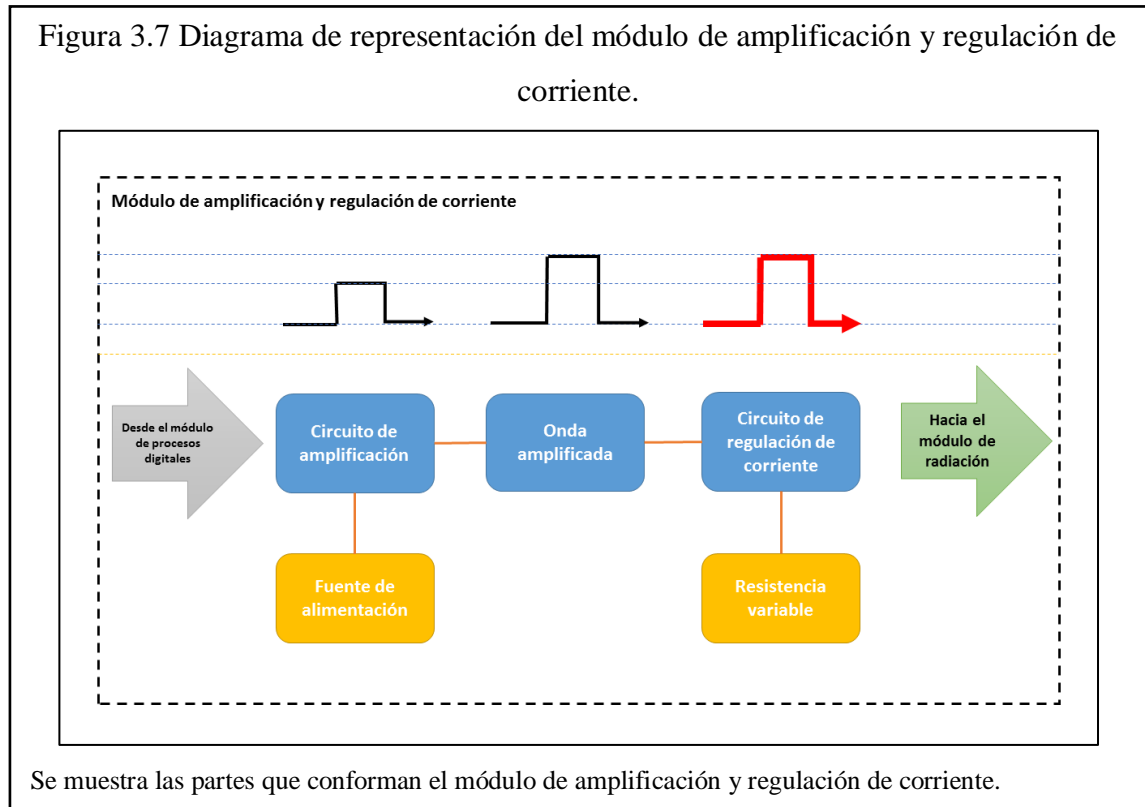 Figura 3.7 Diagrama de representación del módulo de amplificación y regulación de
corriente.
Módulo de amplificación y regulación de corriente
Desde el módulo
de procesos
digitales
Circuito de
amplificación
Onda
amplificada
Circuito de
regulación de
corriente
Hacia el
módulo de
radiación
Fuente de
alimentación
Resistencia
variable
Se muestra las partes que conforman el módulo de amplificación y regulación de corriente.